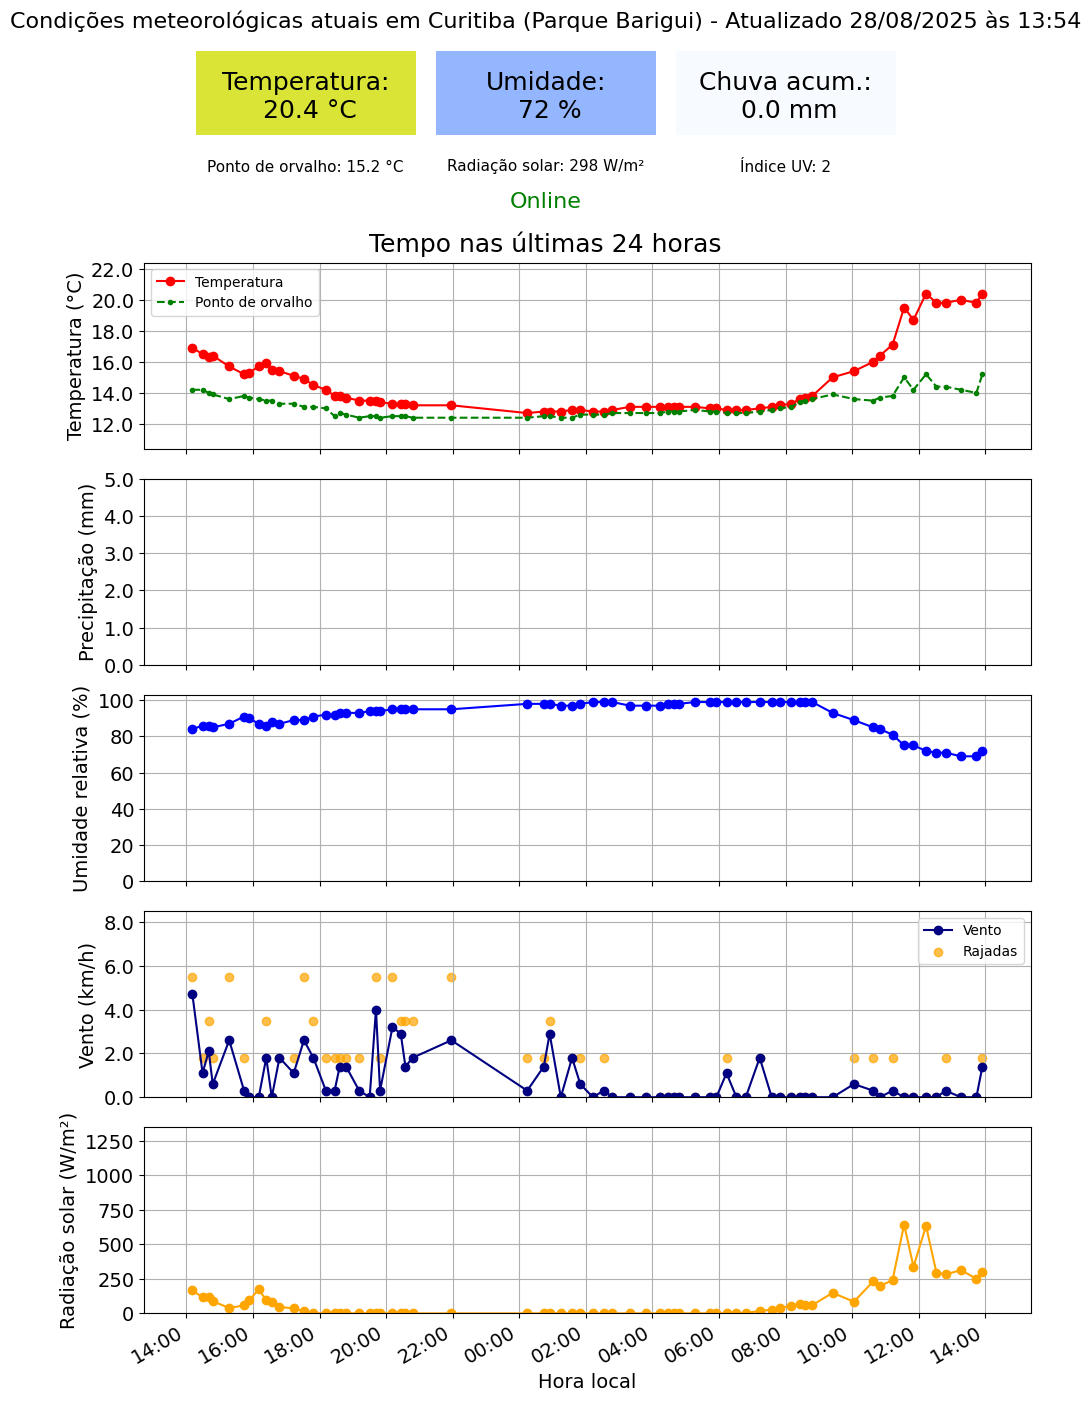 Condições meteorológicas atuais em Curitiba (Parque Barigui) - Atualizado 28/08/2025 às 13:54
Temperatura:
20.4 °C
Umidade:
72 %
Chuva acum.:
0.0 mm
Ponto de orvalho: 15.2 °C
Radiação solar: 298 W/m²
Índice UV: 2
Online
Tempo nas últimas 24 horas
Temperatura (°C)
22.0
20.0
18.0
16.0
14.0
12.0
Temperatura
Ponto de orvalho
Precipitação (mm)
5.0
4.0
3.0
2.0
1.0
0.0
Umidade relativa (%)
100
80
60
40
20
0
Vento (km/h)
8.0
6.0
4.0
2.0
0.0
Vento
Rajadas
Radiação solar (W/m²)
1250
1000
750
500
250
0
14:00
16:00
18:00
20:00
22:00
00:00
02:00
04:00
06:00
08:00
10:00
12:00
14:00
Hora local